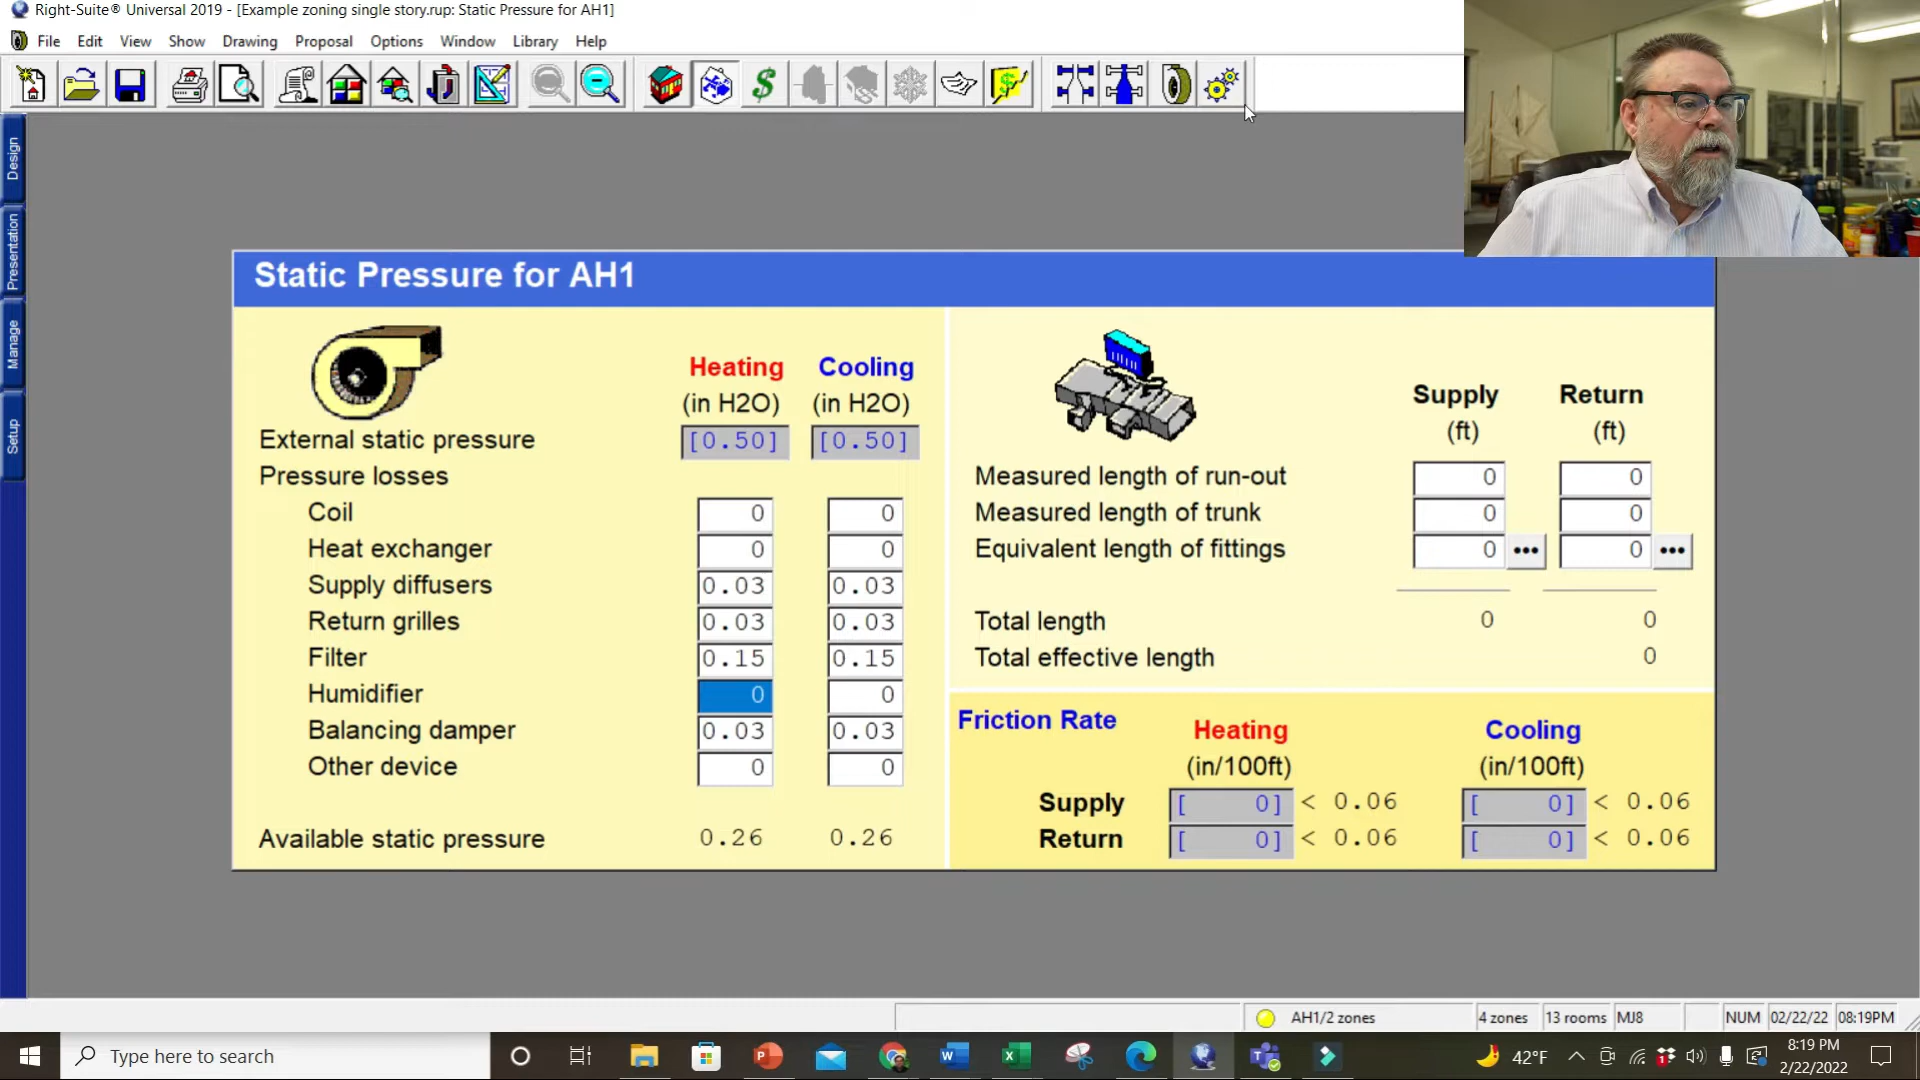 Right-Suite® Universal 2019 - [Example zoning single story.rup: Static Pressure for AH1]
File Edit View Show Drawing Proposal Options Window Library Help
Design
Presentation
Manage
Setup
Static Pressure for AH1
Heating Cooling
(in H2O) (in H2O)
External static pressure [0.50] [0.50]
Pressure losses
Coil 0 0
Heat exchanger 0 0
Supply diffusers 0.03 0.03
Return grilles 0.03 0.03
Filter 0.15 0.15
Humidifier 0 0
Balancing damper 0.03 0.03
Other device 0 0
Available static pressure 0.26 0.26
Supply Return
(ft) (ft)
Measured length of run-out 0 0
Measured length of trunk 0 0
Equivalent length of fittings 0 ••• 0 •••
Total length 0 0
Total effective length 0
Friction Rate
Heating Cooling
(in/100ft) (in/100ft)
Supply [ 0] < 0.06 [ 0] < 0.06
Return [ 0] < 0.06 [ 0] < 0.06
AH1/2 zones 4 zones 13 rooms MJ8 NUM 02/22/22 08:19PM
Type here to search
42°F
8:19 PM
2/22/2022